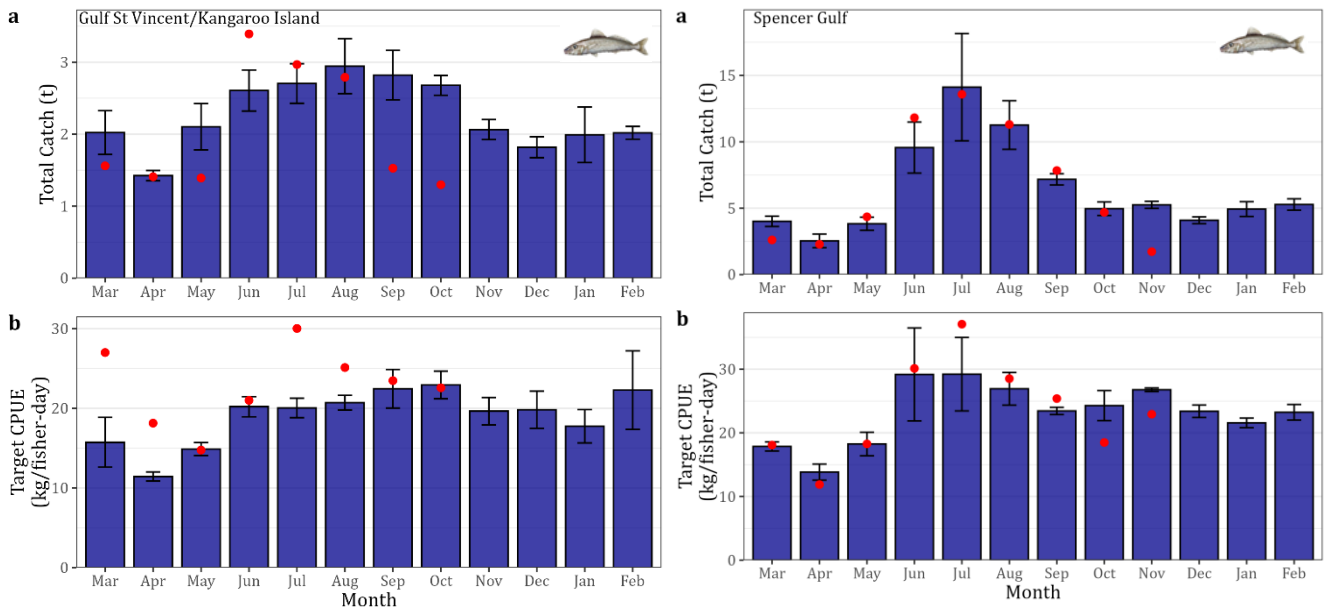 a
Gulf St Vincent/Kangaroo Island
Total Catch (t)
3
2
1
0
Mar Apr May Jun Jul Aug Sep Oct Nov Dec Jan Feb
b
Target CPUE
(kg/fisher-day)
30
20
10
0
Mar Apr May Jun Jul Aug Sep Oct Nov Dec Jan Feb
Month
a
Spencer Gulf
Total Catch (t)
15
10
5
0
Mar Apr May Jun Jul Aug Sep Oct Nov Dec Jan Feb
b
Target CPUE
(kg/fisher-day)
30
20
10
0
Mar Apr May Jun Jul Aug Sep Oct Nov Dec Jan Feb
Month